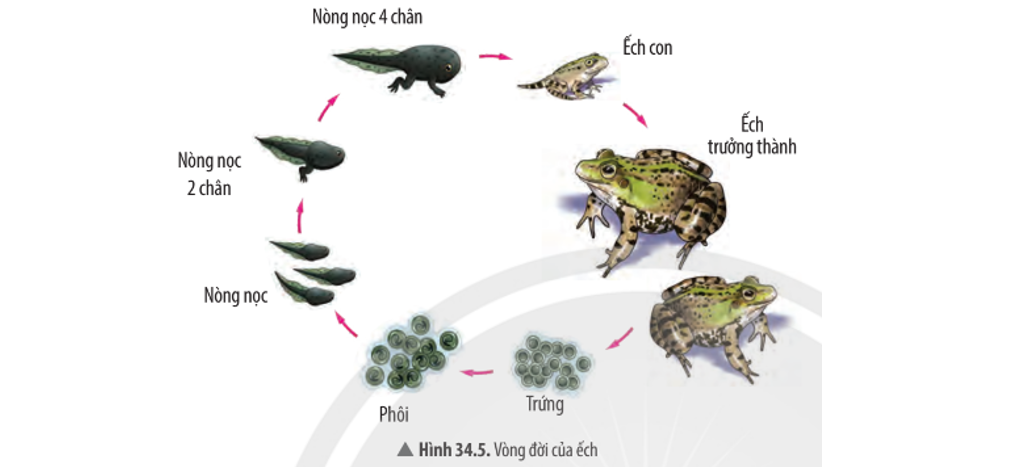 Nòng nọc 4 chân
Ếch con
Ếch
trưởng thành
Nòng nọc
2 chân
Nòng nọc
Phôi
Trứng
▲ Hình 34.5. Vòng đời của ếch